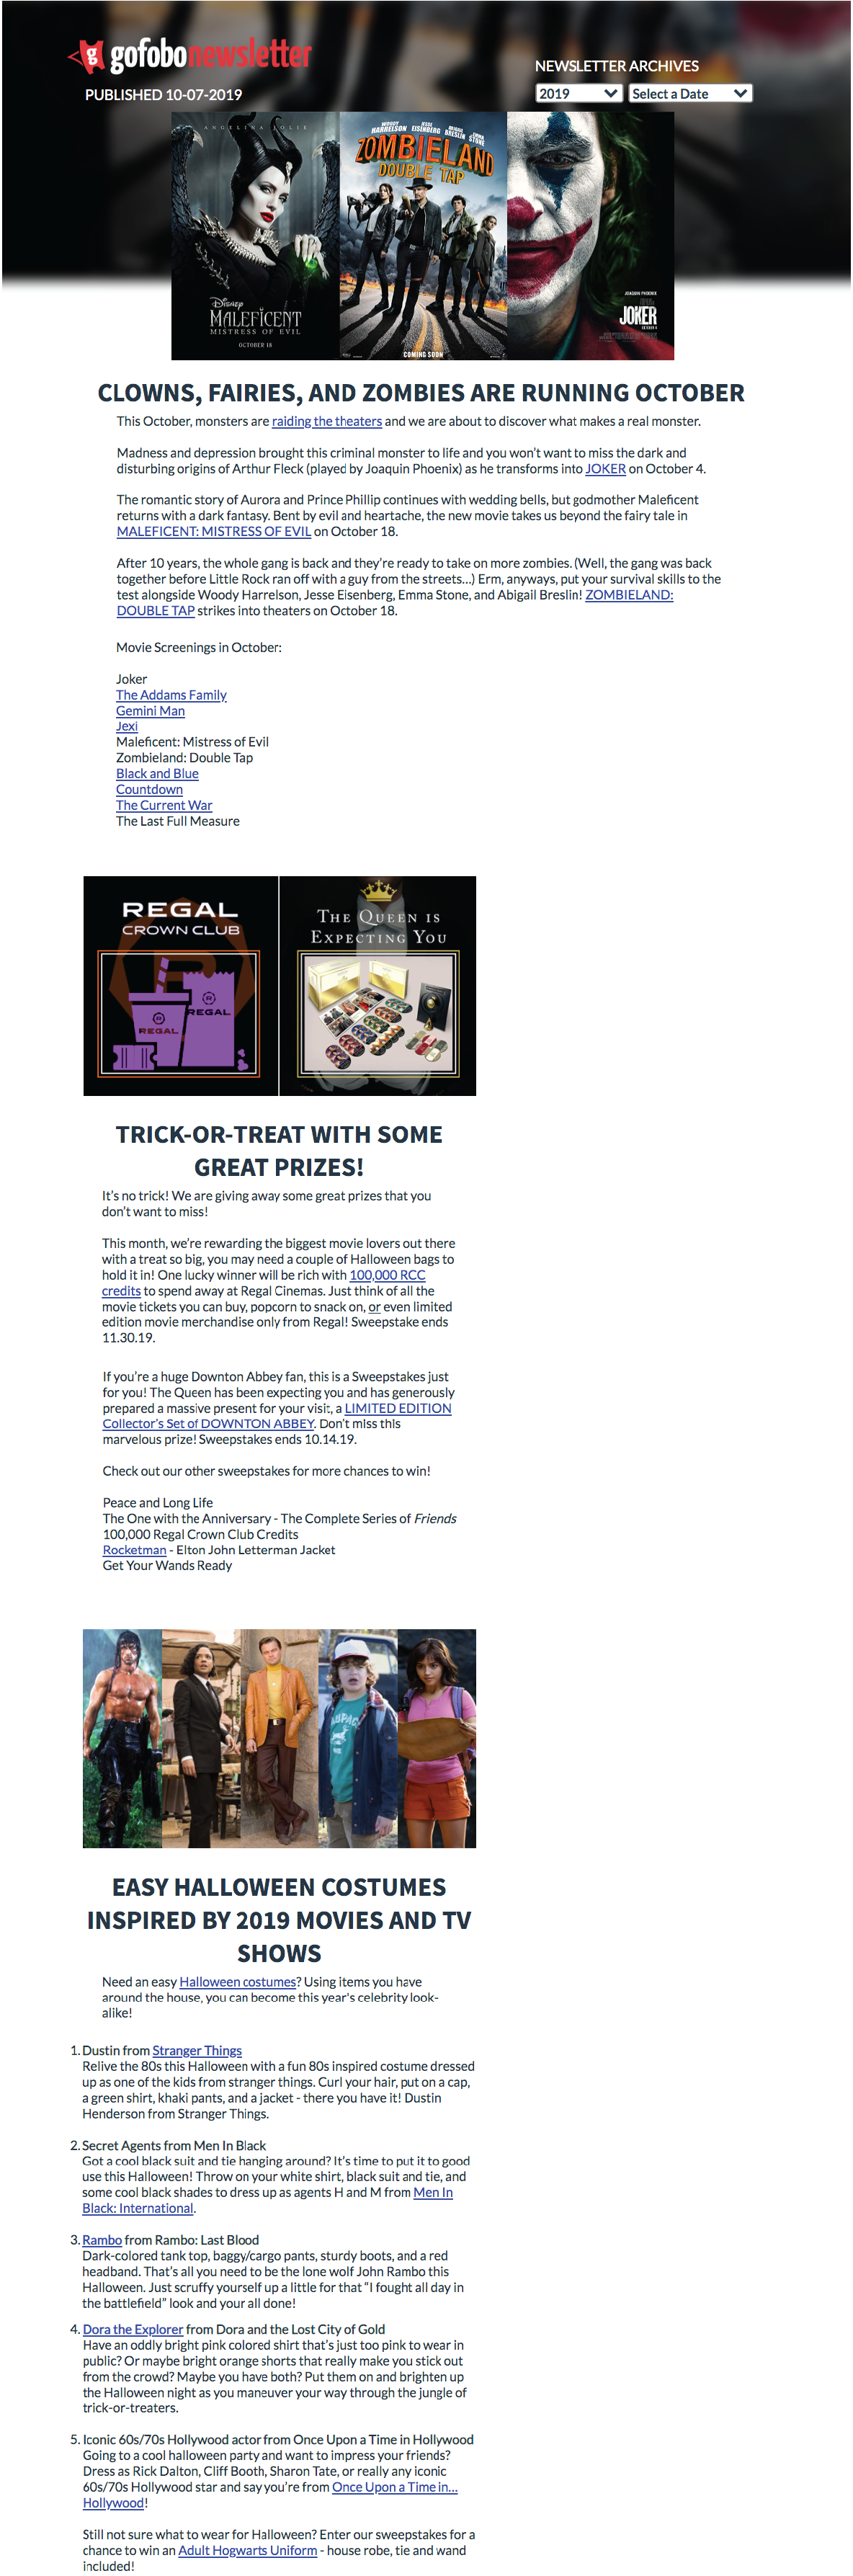 gofobonewsletter
NEWSLETTER ARCHIVES
PUBLISHED 10-07-2019
2019
Select a Date
ANGELINA JOLIE
Disney
MALEFICENT
MISTRESS OF EVIL
OCTOBER 18
WOODY HARRELSON JESSE EISENBERG ABIGAIL BRESLIN EMMA STONE
ZOMBIELAND
DOUBLE TAP
COMING SOON
JOAQUIN PHOENIX
JOKER
CLOWNS, FAIRIES, AND ZOMBIES ARE RUNNING OCTOBER
This October, monsters are raiding the theaters and we are about to discover what makes a real monster.
Madness and depression brought this criminal monster to life and you won't want to miss the dark and
disturbing origins of Arthur Fleck (played by Joaquin Phoenix) as he transforms into JOKER on October 4.
The romantic story of Aurora and Prince Phillip continues with wedding bells, but godmother Maleficent
returns with a dark fantasy. Bent by evil and heartache, the new movie takes us beyond the fairy tale in
MALEFICENT: MISTRESS OF EVIL on October 18.
After 10 years, the whole gang is back and they're ready to take on more zombies. (Well, the gang was back
together before Little Rock ran off with a guy from the streets...) Erm, anyways, put your survival skills to the
test alongside Woody Harrelson, Jesse Eisenberg, Emma Stone, and Abigail Breslin! ZOMBIELAND:
DOUBLE TAP strikes into theaters on October 18.
Movie Screenings in October:
Joker
The Addams Family
Gemini Man
Jexi
Maleficent: Mistress of Evil
Zombieland: Double Tap
Black and Blue
Countdown
The Current War
The Last Full Measure
REGAL
CROWN CLUB
REGAL
REGAL
THE QUEEN IS
EXPECTING YOU
TRICK-OR-TREAT WITH SOME
GREAT PRIZES!
It's no trick! We are giving away some great prizes that you
don't want to miss!
This month, we're rewarding the biggest movie lovers out there
with a treat so big, you may need a couple of Halloween bags to
hold it in! One lucky winner will be rich with 100,000 RCC
credits to spend away at Regal Cinemas. Just think of all the
movie tickets you can buy, popcorn to snack on, or even limited
edition movie merchandise only from Regal! Sweepstake ends
11.30.19.
If you're a huge Downton Abbey fan, this is a Sweepstakes just
for you! The Queen has been expecting you and has generously
prepared a massive present for your visit, a LIMITED EDITION
Collector's Set of DOWNTON ABBEY. Don't miss this
marvelous prize! Sweepstakes ends 10.14.19.
Check out our other sweepstakes for more chances to win!
Peace and Long Life
The One with the Anniversary - The Complete Series of Friends
100,000 Regal Crown Club Credits
Rocketman - Elton John Letterman Jacket
Get Your Wands Ready
EASY HALLOWEEN COSTUMES
INSPIRED BY 2019 MOVIES AND TV
SHOWS
Need an easy Halloween costumes? Using items you have
around the house, you can become this year's celebrity look-
alike!
1. Dustin from Stranger Things
Relive the 80s this Halloween with a fun 80s inspired costume dressed
up as one of the kids from stranger things. Curl your hair, put on a cap,
a green shirt, khaki pants, and a jacket - there you have it! Dustin
Henderson from Stranger Things.
2. Secret Agents from Men In Black
Got a cool black suit and tie hanging around? It's time to put it to good
use this Halloween! Throw on your white shirt, black suit and tie, and
some cool black shades to dress up as agents H and M from Men In
Black: International.
3. Rambo from Rambo: Last Blood
Dark-colored tank top, baggy/cargo pants, sturdy boots, and a red
headband. That's all you need to be the lone wolf John Rambo this
Halloween. Just scruffy yourself up a little for that "I fought all day in
the battlefield" look and your all done!
4. Dora the Explorer from Dora and the Lost City of Gold
Have an oddly bright pink colored shirt that's just too pink to wear in
public? Or maybe bright orange shorts that really make you stick out
from the crowd? Maybe you have both? Put them on and brighten up
the Halloween night as you maneuver your way through the jungle of
trick-or-treaters.
5. Iconic 60s/70s Hollywood actor from Once Upon a Time in Hollywood
Going to a cool halloween party and want to impress your friends?
Dress as Rick Dalton, Cliff Booth, Sharon Tate, or really any iconic
60s/70s Hollywood star and say you're from Once Upon a Time in...
Hollywood!
Still not sure what to wear for Halloween? Enter our sweepstakes for a
chance to win an Adult Hogwarts Uniform - house robe, tie and wand
included!